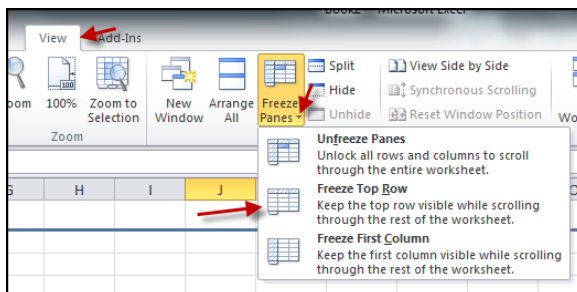 Microsoft Excel
View Add-Ins
100
100% Zoom to Selection
New Window
Arrange All
Freeze Panes
Split
Hide
Unhide
View Side by Side
Synchronous Scrolling
Reset Window Position
Zoom
Unfreeze Panes
Unlock all rows and columns to scroll
through the entire worksheet.
Freeze Top Row
Keep the top row visible while scrolling
through the rest of the worksheet.
Freeze First Column
Keep the first column visible while scrolling
through the rest of the worksheet.
G H I J